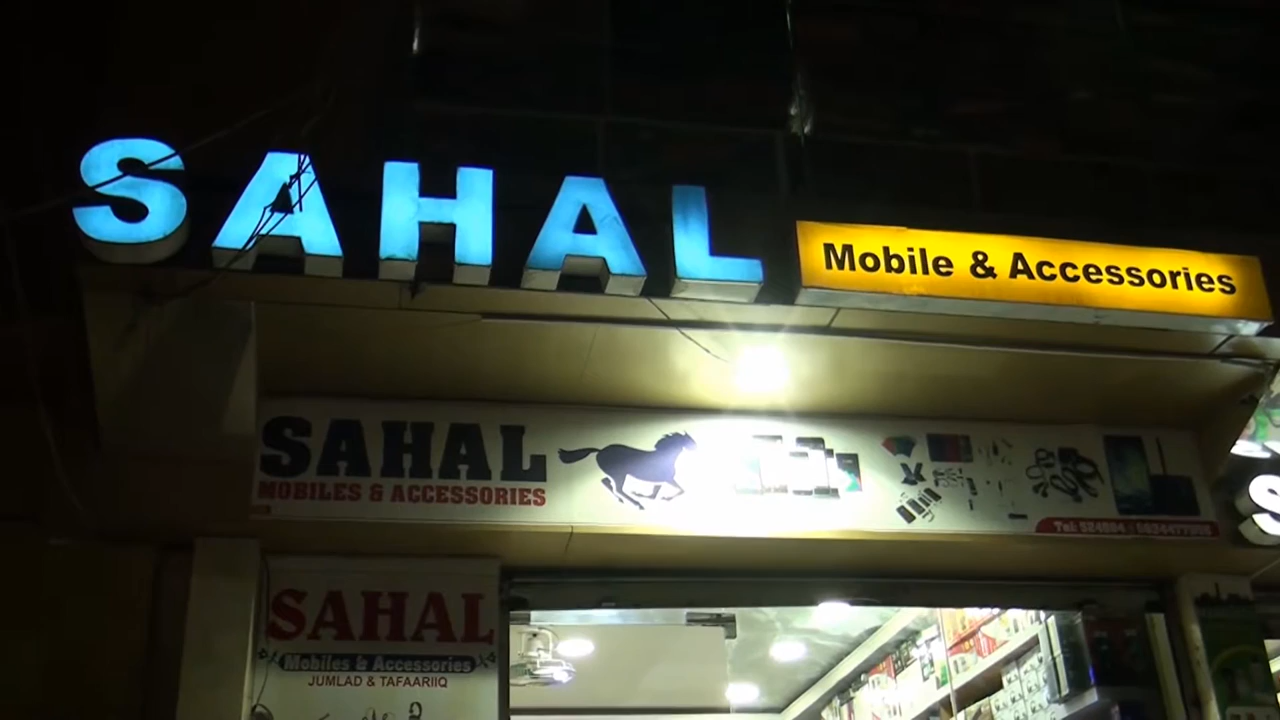 SAHAL
Mobile & Accessories
SAHAL
MOBILES & ACCESSORIES
SAHAL
Mobiles & Accessories
JUMLAD & TAFAARIIQ